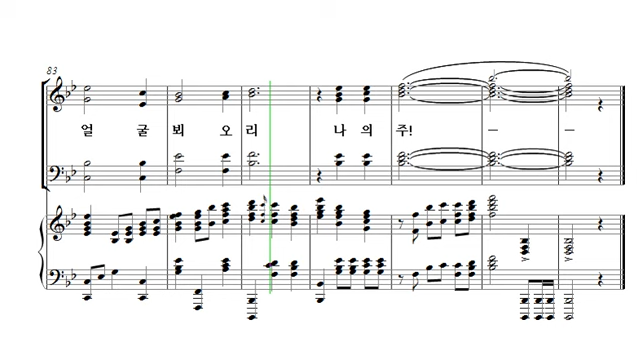 83
얼 굴 뵈 오 리 나 의 주! – –